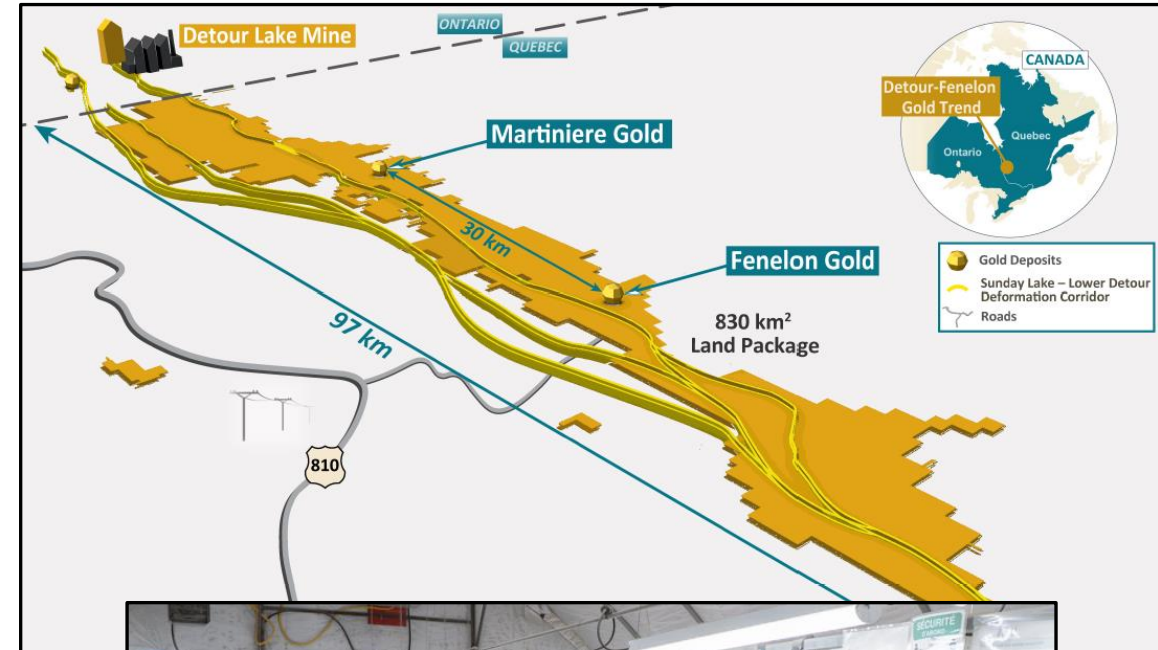 ONTARIO
QUEBEC
Detour Lake Mine
CANADA
Detour-Fenelon
Gold Trend
Quebec
Ontario
Martiniere Gold
30 km
Fenelon Gold
Gold Deposits
Sunday Lake – Lower Detour
Deformation Corridor
Roads
830 km²
Land Package
97 km
810
SÉCURITÉ
D'ABORD